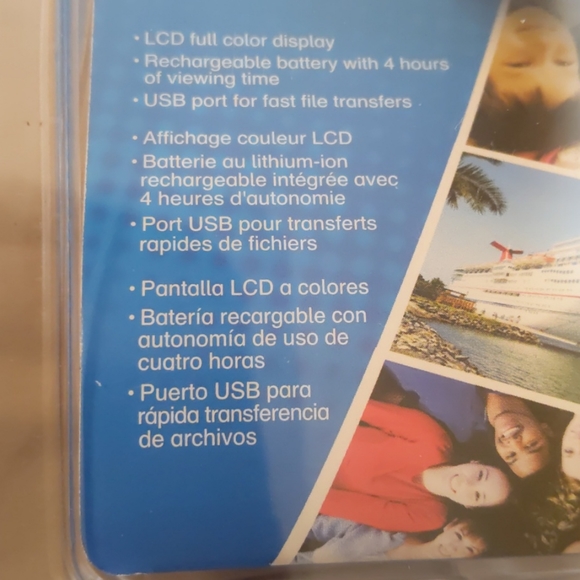 • LCD full color display
• Rechargeable battery with 4 hours
of viewing time
• USB port for fast file transfers
• Affichage couleur LCD
• Batterie au lithium-ion
rechargeable intégrée avec
4 heures d'autonomie
• Port USB pour transferts
rapides de fichiers
• Pantalla LCD a colores
• Batería recargable con
autonomía de uso de
cuatro horas
• Puerto USB para
rápida transferencia
de archivos